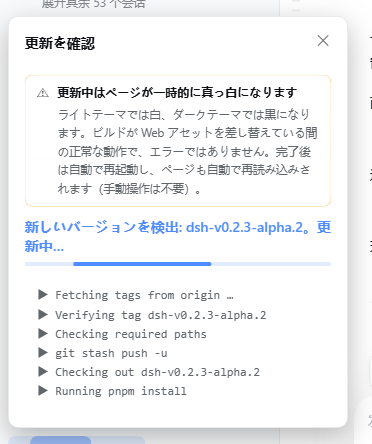 展开其余 53 个会话
更新を確認
更新中はページが一時的に真っ白になります
ライトテーマでは白、ダークテーマでは黒になり
ます。ビルドが Web アセットを差し替えている間
の正常な動作で、エラーではありません。完了後
は自動で再起動し、ページも自動で再読み込みさ
れます（手動操作は不要）。
新しいバージョンを検出: dsh-v0.2.3-alpha.2。更
新中...
▶ Fetching tags from origin …
▶ Verifying tag dsh-v0.2.3-alpha.2
▶ Checking required paths
▶ git stash push -u
▶ Checking out dsh-v0.2.3-alpha.2
▶ Running pnpm install